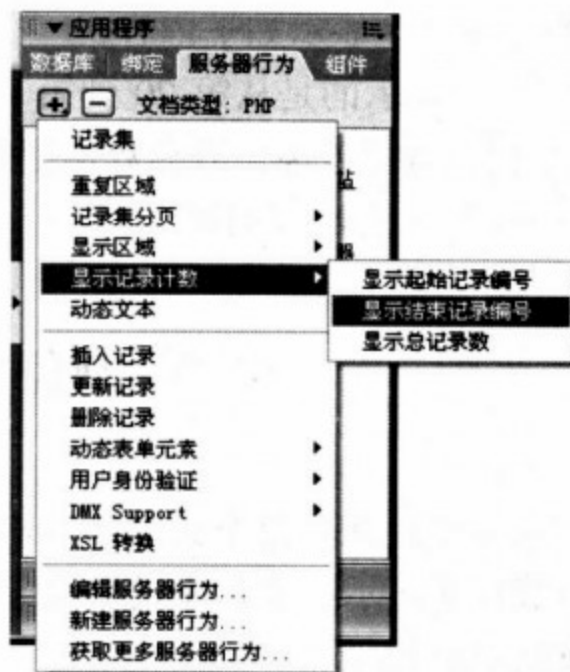 应用程序
数据库 绑定 服务器行为 组件
文档类型: PHP
记录集
重复区域
记录集分页
显示区域
显示记录计数
显示起始记录编号
显示结束记录编号
显示总记录数
动态文本
插入记录
更新记录
删除记录
动态表单元素
用户身份验证
DMX Support
XSL 转换
编辑服务器行为...
新建服务器行为...
获取更多服务器行为...